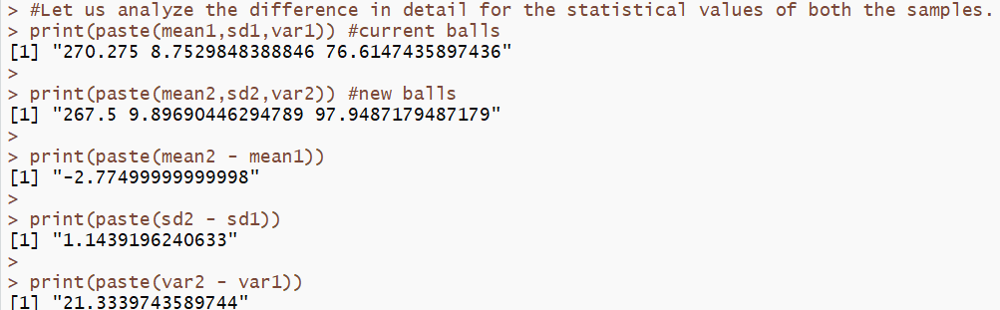 > #Let us analyze the difference in detail for the statistical values of both the samples.
> print(paste(mean1,sd1,var1)) #current balls
[1] "270.275 8.7529848388846 76.6147435897436"
>
> print(paste(mean2,sd2,var2)) #new balls
[1] "267.5 9.89690446294789 97.9487179487179"
>
> print(paste(mean2 - mean1))
[1] "-2.77499999999998"
>
> print(paste(sd2 - sd1))
[1] "1.1439196240633"
>
> print(paste(var2 - var1))
[1] "21.3339743589744"